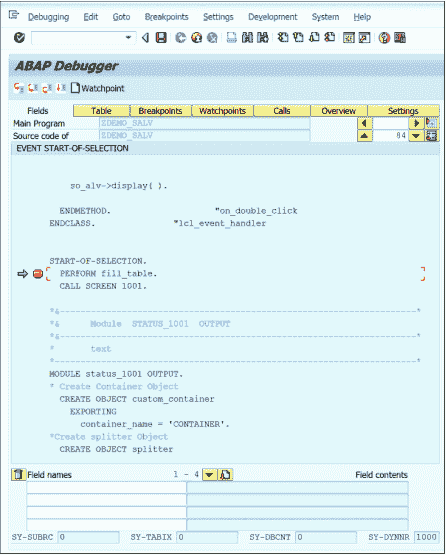 Debugging Edit Goto Breakpoints Settings Development System Help
ABAP Debugger
Watchpoint
Fields Table Breakpoints Watchpoints Calls Overview Settings
Main Program ZDEMO_SALV
Source code of ZDEMO_SALV 84
EVENT START-OF-SELECTION
so_alv->display( ).
ENDMETHOD. "on_double_click
ENDCLASS. "lcl_event_handler
START-OF-SELECTION.
PERFORM fill_table.
CALL SCREEN 1001.
*&---------------------------------------------------------------------*
*& Module STATUS_1001 OUTPUT
*&---------------------------------------------------------------------*
* text
*----------------------------------------------------------------------*
MODULE status_1001 OUTPUT.
* Create Container Object
CREATE OBJECT custom_container
EXPORTING
container_name = 'CONTAINER'.
*Create splitter Object
CREATE OBJECT splitter
Field names 1 - 4 Field contents
SY-SUBRC 0 SY-TABIX 0 SY-DBCNT 0 SY-DYNNR 1000